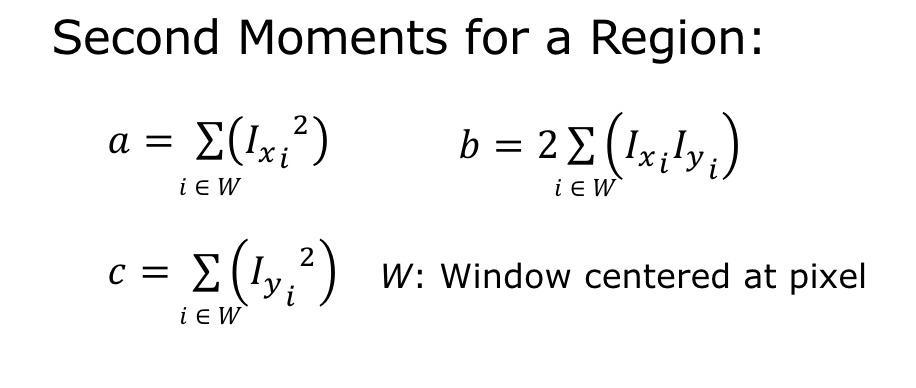 Second Moments for a Region:
a = Σ(I_{x_i}^2) b = 2 Σ(I_{x_i} I_{y_i})
i ∈ W i ∈ W
c = Σ(I_{y_i}^2) W: Window centered at pixel
i ∈ W